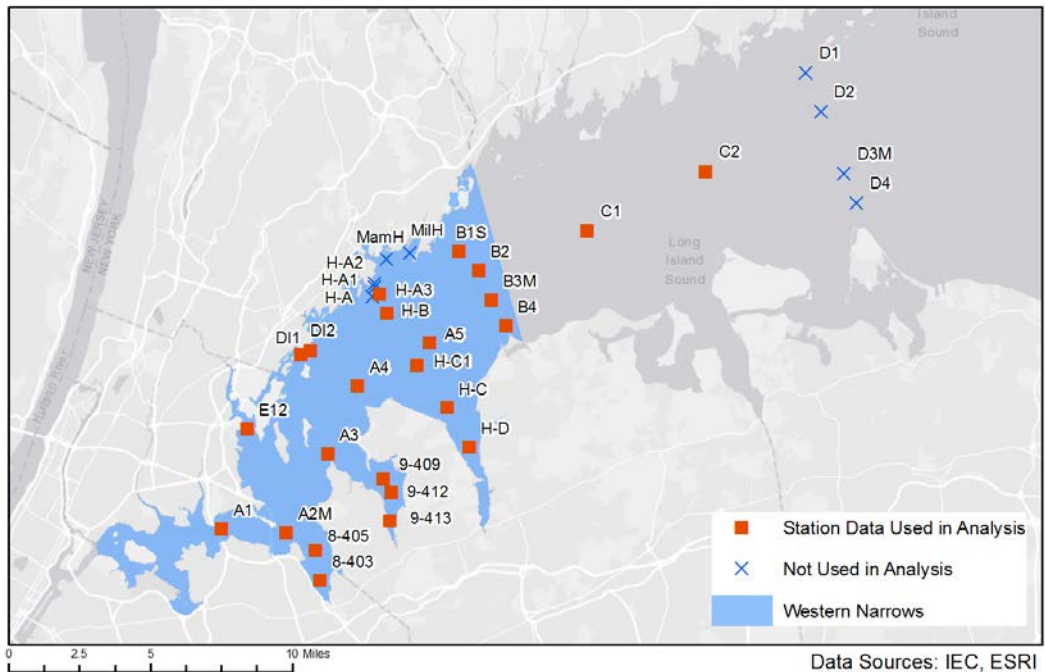 Island
Sound
D1
D2
C2
D3M
D4
C1
Long
Island
Sound
NEW JERSEY
NEW YORK
MamH
MilH
B1S
B2
H-A2
H-A1
H-A
H-A3
H-B
B3M
B4
DI1
DI2
A5
H-C1
A4
H-C
E12
A3
H-D
9-409
9-412
9-413
A1
A2M
8-405
8-403
Hudson River
Station Data Used in Analysis
Not Used in Analysis
Western Narrows
0 2.5 5 10 Miles
Data Sources: IEC, ESRI